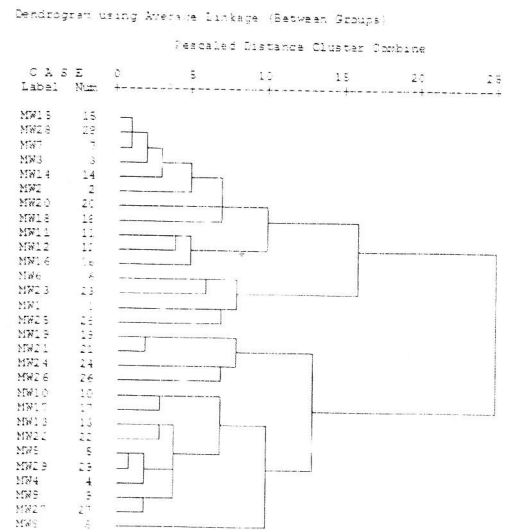 Dendrogram using Average Linkage (Between Groups)
Rescaled Distance Cluster Combine
C A S E 0 5 10 15 20 25
Label Num
MW15 15
MW28 28
MW7 7
MW3 3
MW14 14
MW2 2
MW20 20
MW18 18
MW11 11
MW12 12
MW16 16
MW6 6
MW23 23
MW1 1
MW25 25
MW19 19
MW21 21
MW24 24
MW26 26
MW10 10
MW17 17
MW13 13
MW22 22
MW5 5
MW29 29
MW4 4
MW9 9
MW27 27